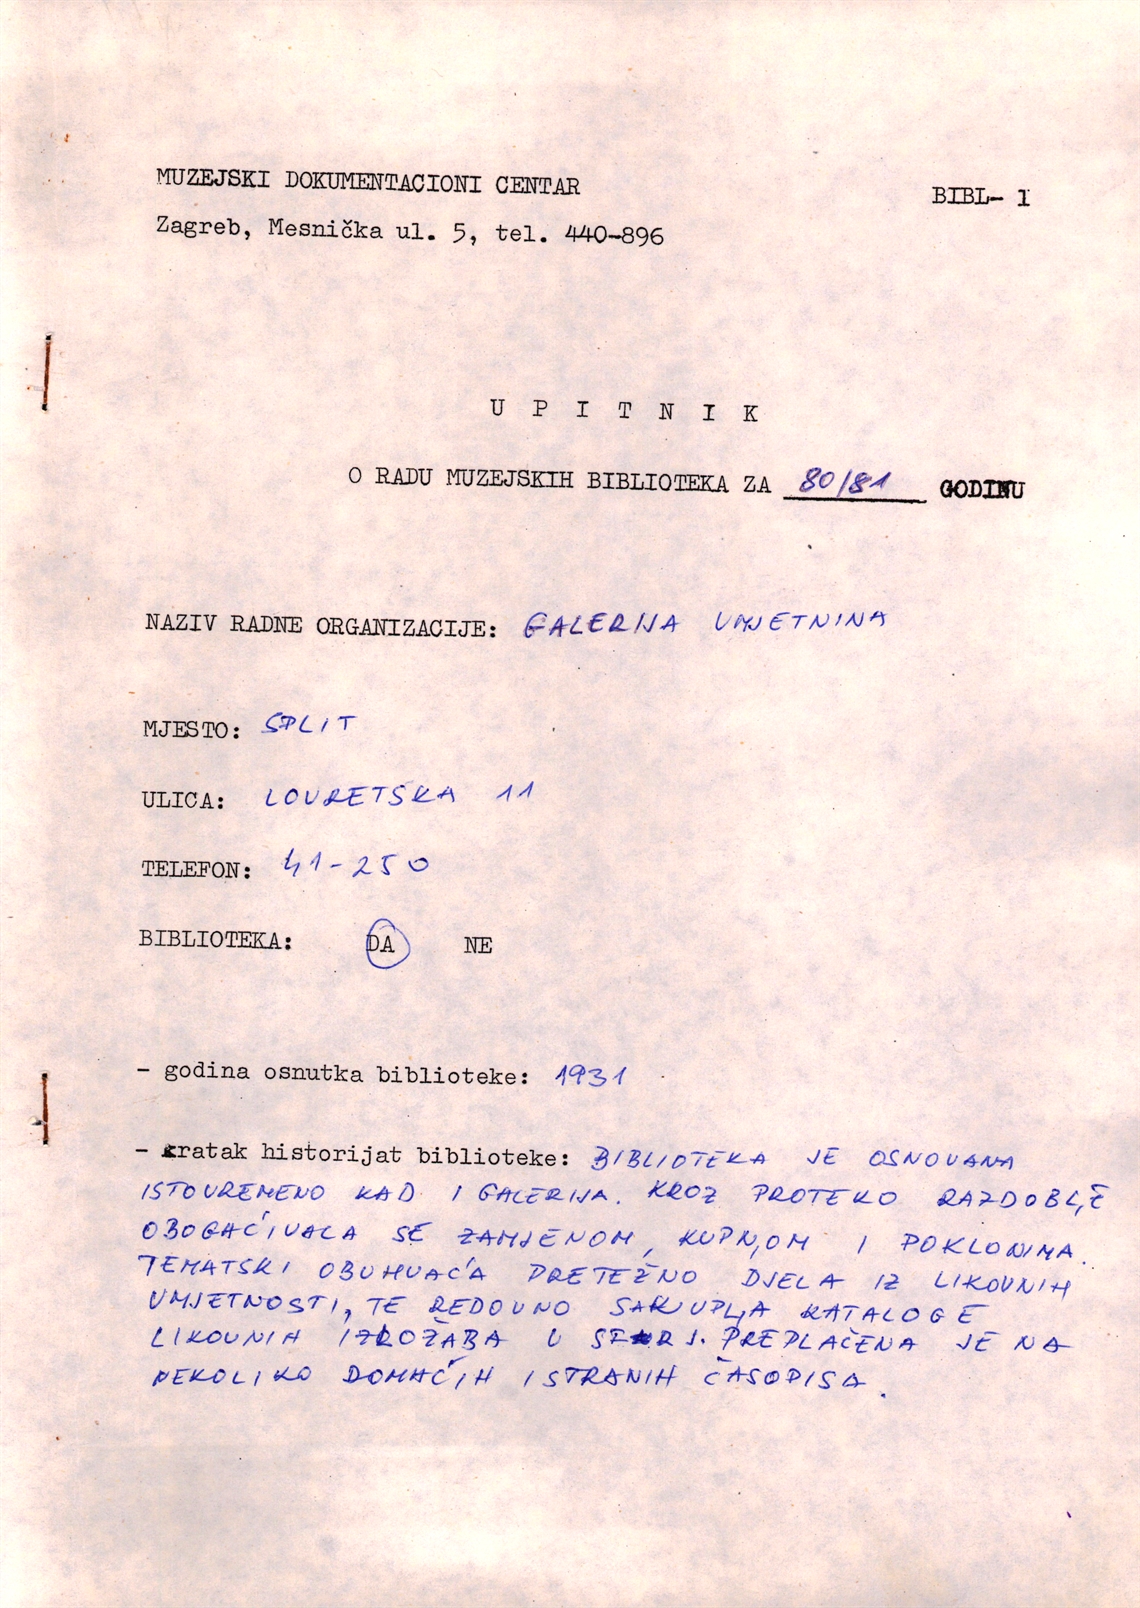 MUZEJSKI DOKUMENTACIONI CENTAR
BIBL- 1
Zagreb, Mesnička ul. 5, tel. 440-896
U P I T N I K
O RADU MUZEJSKIH BIBLIOTEKA ZA 80/81 GODINU
NAZIV RADNE ORGANIZACIJE: GALERIJA UMJETNINA
MJESTO: SPLIT
ULICA: LOVRETSKA 11
TELEFON: 41-250
BIBLIOTEKA: DA NE
- godina osnutka biblioteke: 1931
- kratak historijat biblioteke: BIBLIOTEKA JE OSNOVANA
ISTOVREMENO KAD I GALERIJA. KROZ PROTEKO RAZDOBLJE
OBOGAĆIVALA SE ZAMJENOM, KUPNJOM I POKLONIMA.
TEMATSKI OBUHVAĆA PRETEŽNO DJELA IZ LIKOVNIH
UMJETNOSTI, TE REDOVNO SAKUPLJA KATALOGE
LIKOVNIH IZLOŽABA U SFRJ. PREPLAĆENA JE NA
NEKOLIKO DOMAĆIH I STRANIH ČASOPISA.